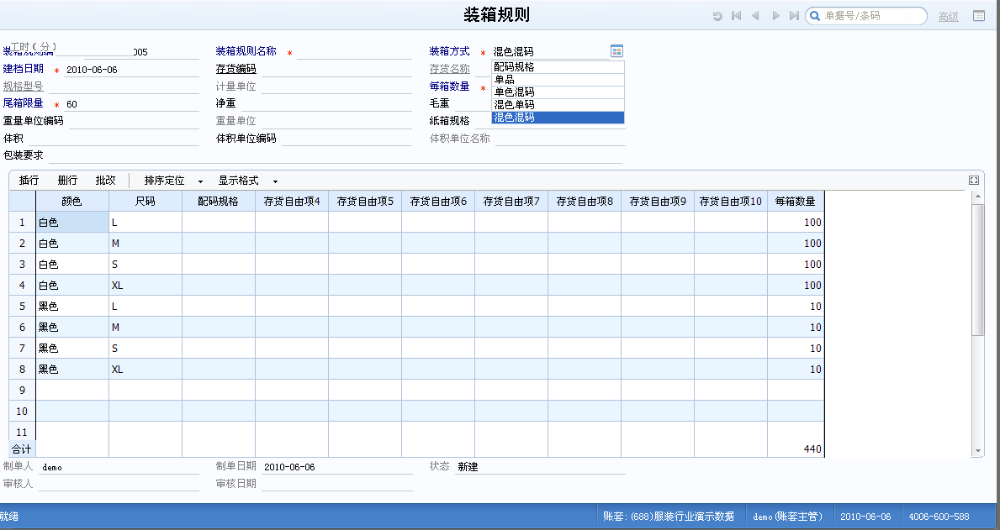 装箱规则
单据号/条码 高级
工时（分）
装箱规则编 005 装箱规则名称 * 装箱方式 * 混色混码
建档日期 * 2010-06-06 存货编码 存货名称 配码规格
规格型号 计量单位 每箱数量 * 单品
单色混码
尾箱限量 * 60 净重 毛重 混色单码
重量单位编码 重量单位 纸箱规格 混色混码
体积 体积单位编码 体积单位名称
包装要求
插行 删行 批改 排序定位 显示格式
颜色 尺码 配码规格 存货自由项4 存货自由项5 存货自由项6 存货自由项7 存货自由项8 存货自由项9 存货自由项10 每箱数量
1 白色 L 100
2 白色 M 100
3 白色 S 100
4 白色 XL 100
5 黑色 L 10
6 黑色 M 10
7 黑色 S 10
8 黑色 XL 10
9
10
11
合计 440
制单人 demo 制单日期 2010-06-06 状态 新建
审核人 审核日期
就绪 账套: (688)服装行业演示数据 demo(账套主管) 2010-06-06 4006-600-588